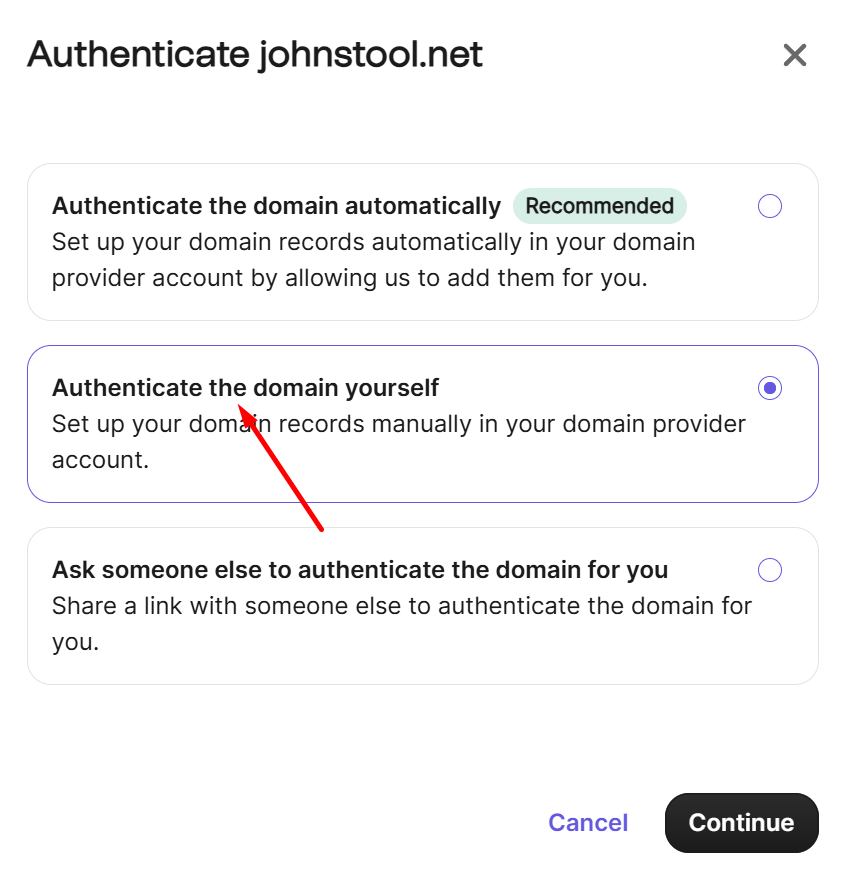 Authenticate johnstool.net
Authenticate the domain automatically Recommended
Set up your domain records automatically in your domain
provider account by allowing us to add them for you.
Authenticate the domain yourself
Set up your domain records manually in your domain provider
account.
Ask someone else to authenticate the domain for you
Share a link with someone else to authenticate the domain for
you.
Cancel Continue